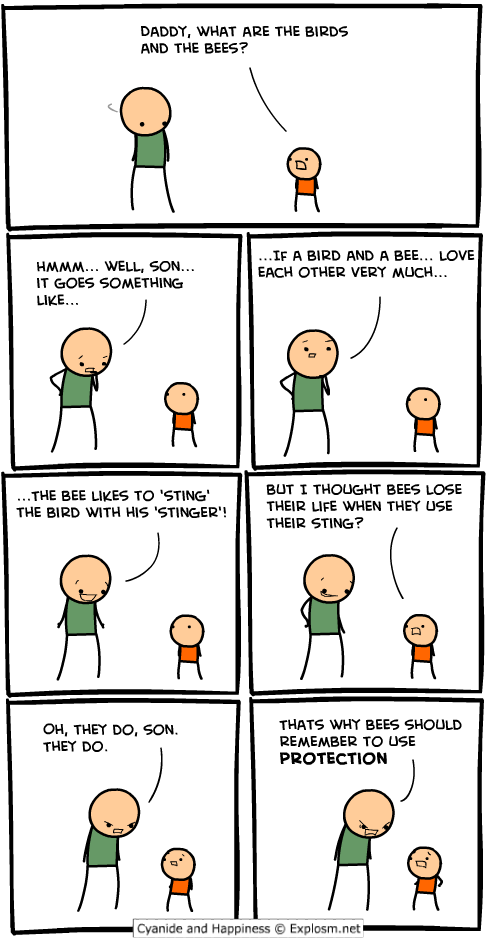 DADDY, WHAT ARE THE BIRDS
AND THE BEES?
HMMM... WELL, SON...
IT GOES SOMETHING
LIKE...
...IF A BIRD AND A BEE... LOVE
EACH OTHER VERY MUCH...
...THE BEE LIKES TO 'STING'
THE BIRD WITH HIS 'STINGER'!
BUT I THOUGHT BEES LOSE
THEIR LIFE WHEN THEY USE
THEIR STING?
OH, THEY DO, SON.
THEY DO.
THATS WHY BEES SHOULD
REMEMBER TO USE
PROTECTION
Cyanide and Happiness © Explosm.net